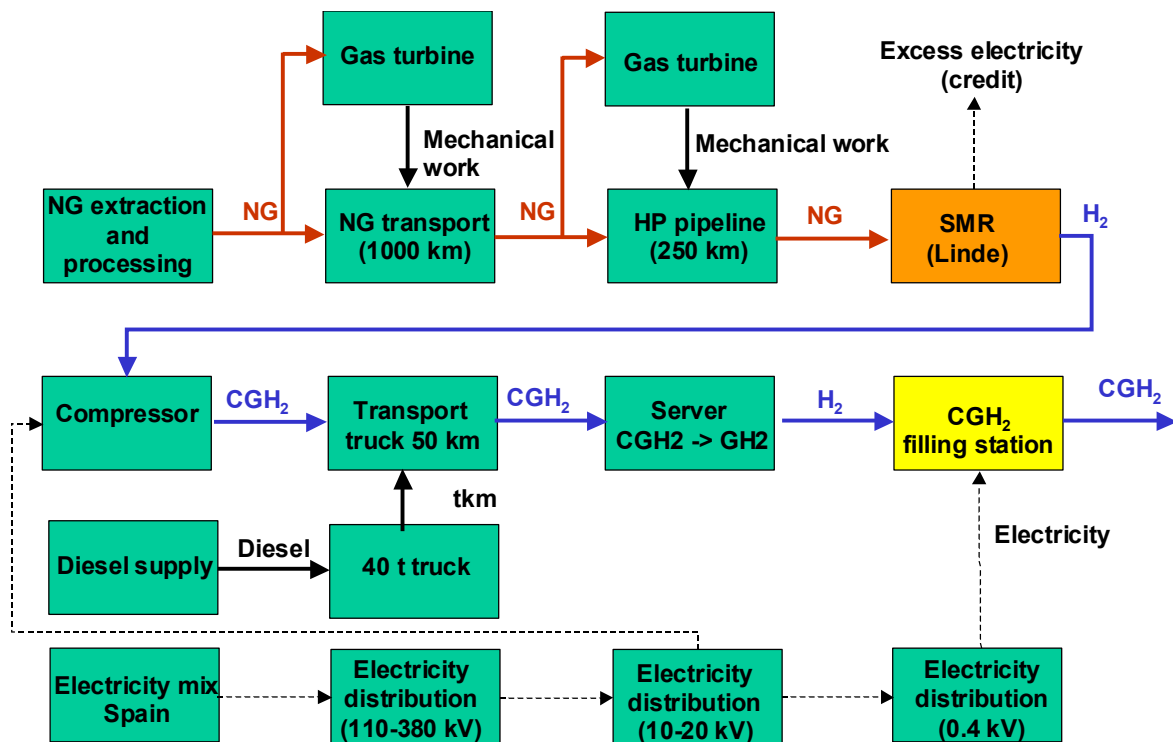 Gas turbine
Gas turbine
Excess electricity
(credit)
Mechanical
work
Mechanical work
NG extraction
and
processing
NG
NG transport
(1000 km)
NG
HP pipeline
(250 km)
NG
SMR
(Linde)
H2
Compressor
CGH2
Transport
truck 50 km
CGH2
Server
CGH2 -> GH2
H2
CGH2
filling station
CGH2
tkm
Diesel supply
Diesel
40 t truck
Electricity
Electricity mix
Spain
Electricity
distribution
(110-380 kV)
Electricity
distribution
(10-20 kV)
Electricity
distribution
(0.4 kV)